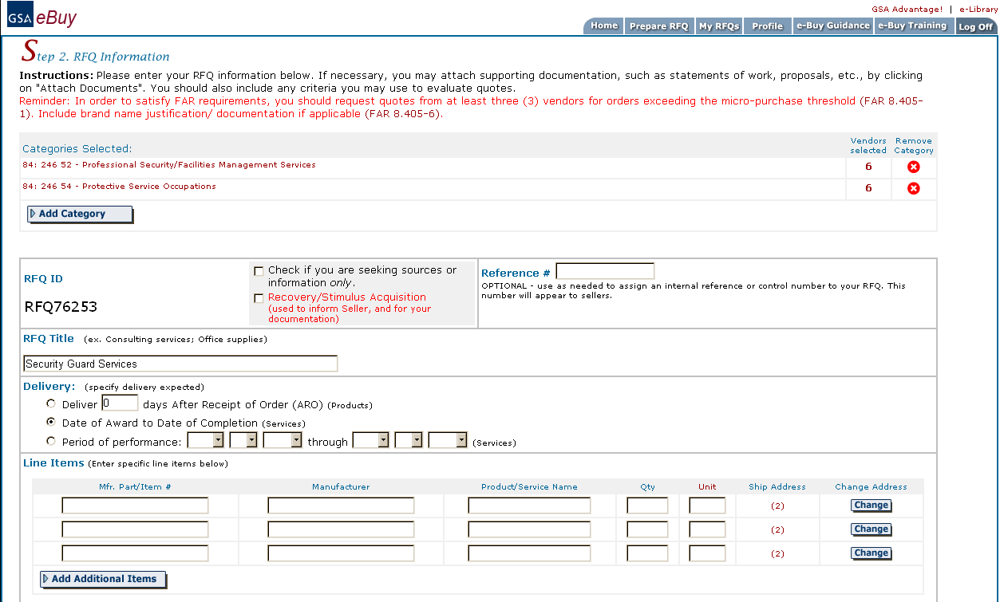 GSA eBuy
GSA Advantage! | e-Library
Home Prepare RFQ My RFQs Profile e-Buy Guidance e-Buy Training Log Off
Step 2. RFQ Information
Instructions: Please enter your RFQ information below. If necessary, you may attach supporting documentation, such as statements of work, proposals, etc., by clicking
on "Attach Documents". You should also include any criteria you may use to evaluate quotes.
Reminder: In order to satisfy FAR requirements, you should request quotes from at least three (3) vendors for orders exceeding the micro-purchase threshold (FAR 8.405-
1). Include brand name justification/ documentation if applicable (FAR 8.405-6).
Categories Selected:
Vendors selected
Remove Category
84: 246 52 - Professional Security/Facilities Management Services 6
84: 246 54 - Protective Service Occupations 6
Add Category
RFQ ID
RFQ76253
Check if you are seeking sources or
information only.
Recovery/Stimulus Acquisition
(used to inform Seller, and for your
documentation)
Reference #
OPTIONAL - use as needed to assign an internal reference or control number to your RFQ. This
number will appear to sellers.
RFQ Title (ex. Consulting services; Office supplies)
Security Guard Services
Delivery: (specify delivery expected)
Deliver 0 days After Receipt of Order (ARO) (Products)
Date of Award to Date of Completion (Services)
Period of performance: through (Services)
Line Items (Enter specific line items below)
Mfr. Part/Item # Manufacturer Product/Service Name Qty Unit Ship Address Change Address
(2) Change
(2) Change
(2) Change
Add Additional Items